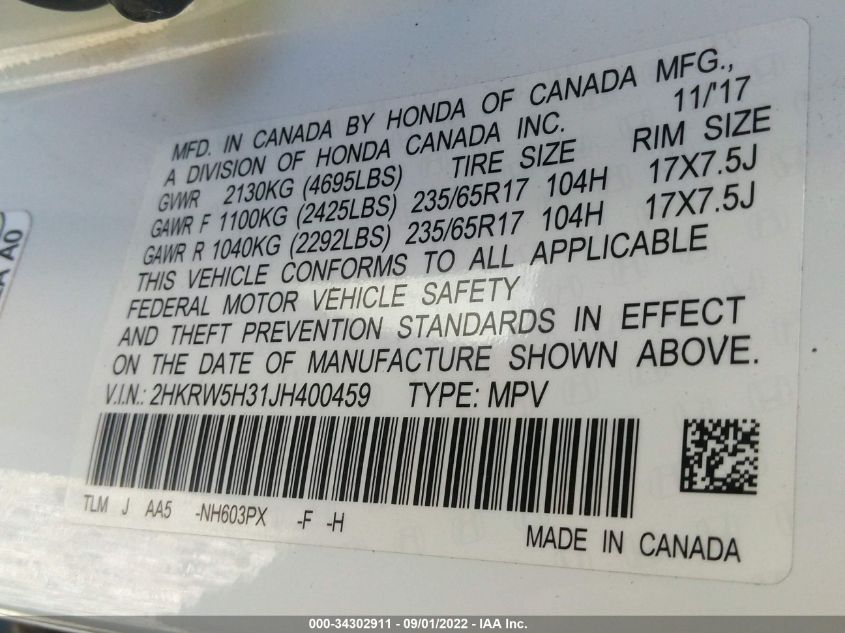 MFD. IN CANADA BY HONDA OF CANADA MFG.,
A DIVISION OF HONDA CANADA INC. 11/'17
GVWR 2130KG (4695LBS) TIRE SIZE RIM SIZE
GAWR F 1100KG (2425LBS) 235/65R17 104H 17X7.5J
GAWR R 1040KG (2292LBS) 235/65R17 104H 17X7.5J
THIS VEHICLE CONFORMS TO ALL APPLICABLE
FEDERAL MOTOR VEHICLE SAFETY
AND THEFT PREVENTION STANDARDS IN EFFECT
ON THE DATE OF MANUFACTURE SHOWN ABOVE.
V.I.N.: 2HKRW5H31JH400459 TYPE: MPV
TLM J AA5 -NH603PX -F -H
MADE IN CANADA
A A0
000-34302911 - 09/01/2022 - IAA Inc.